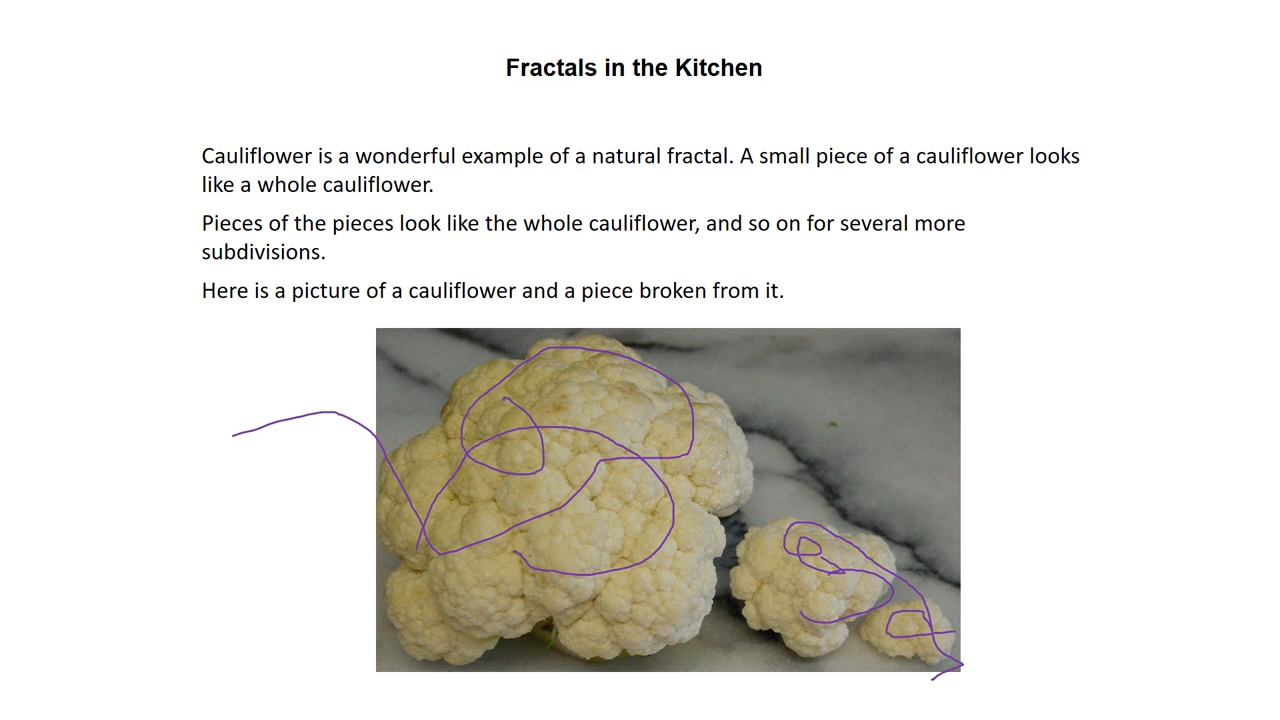 Fractals in the Kitchen
Cauliflower is a wonderful example of a natural fractal. A small piece of a cauliflower looks
like a whole cauliflower.
Pieces of the pieces look like the whole cauliflower, and so on for several more
subdivisions.
Here is a picture of a cauliflower and a piece broken from it.